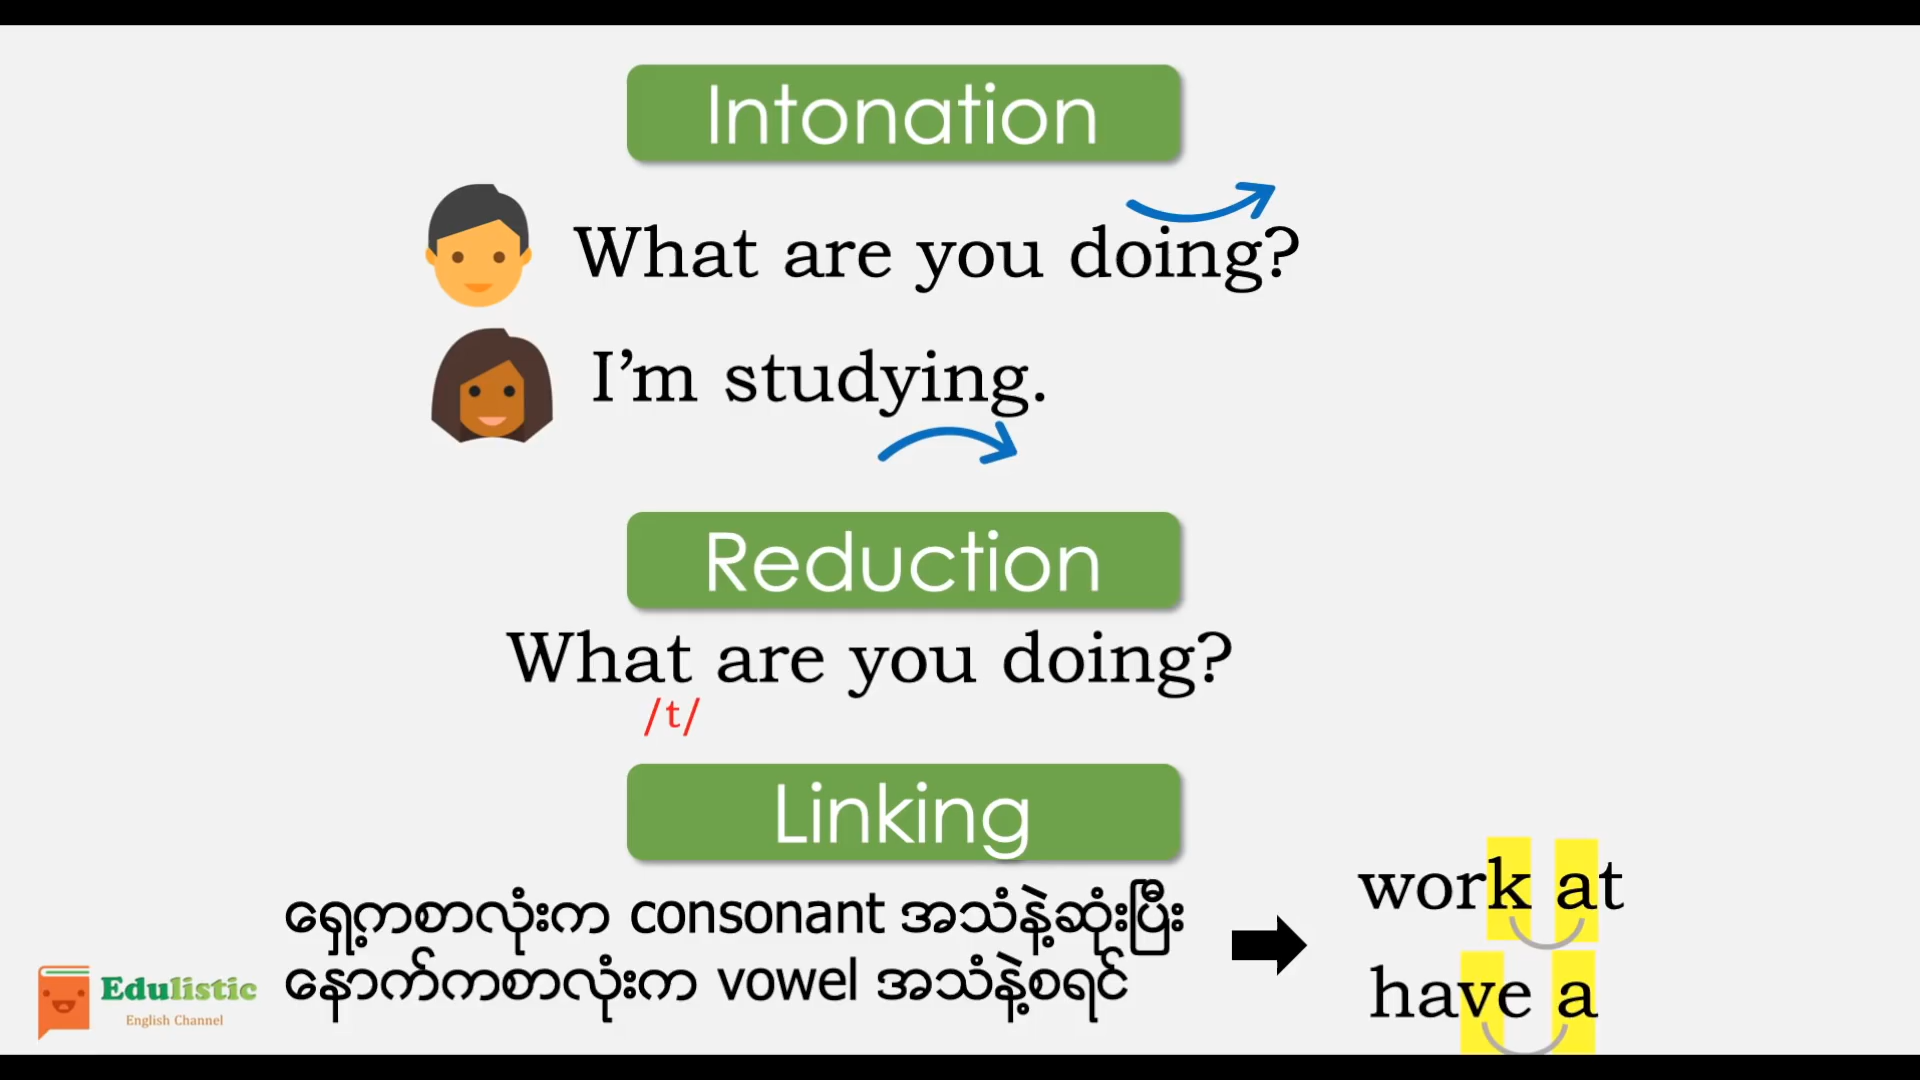 Intonation
What are you doing?
I’m studying.
Reduction
What are you doing?
/t/
Linking
ရှေ့ကစာလုံးက consonant အသံနဲ့ဆုံးပြီး
နောက်ကစာလုံးက vowel အသံနဲ့စရင်
work at
have a
Edulistic
English Channel